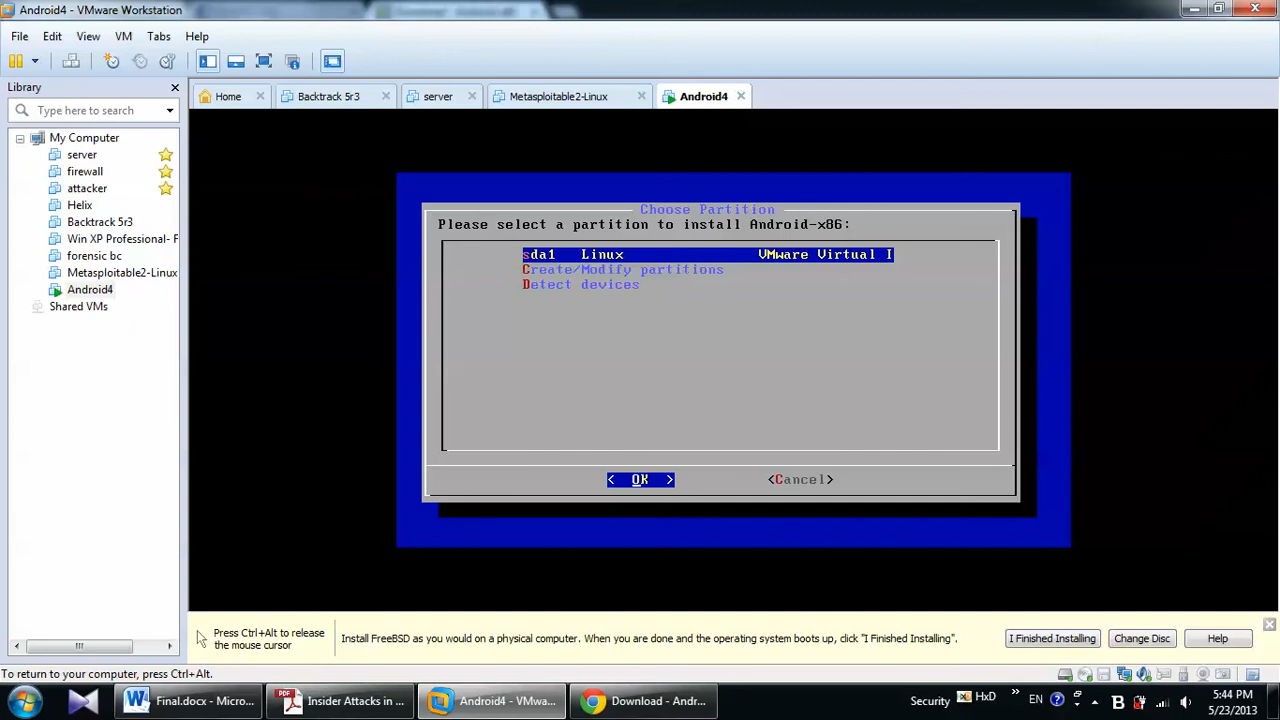 Android4 - VMware Workstation
File Edit View VM Tabs Help
Library
Type here to search
My Computer
server
firewall
attacker
Helix
Backtrack 5r3
Win XP Professional- F
forensic bc
Metasploitable2-Linux
Android4
Shared VMs
Home Backtrack 5r3 server Metasploitable2-Linux Android4
Choose Partition
Please select a partition to install Android-x86:
sda1 Linux VMware Virtual I
Create/Modify partitions
Detect devices
< OK > <Cancel>
Press Ctrl+Alt to release
the mouse cursor
Install FreeBSD as you would on a physical computer. When you are done and the operating system boots up, click "I Finished Installing".
I Finished Installing Change Disc Help
To return to your computer, press Ctrl+Alt.
Final.docx - Micro... Insider Attacks in ... Android4 - VMwa... Download - Andr...
Security HxD » EN
5:44 PM
5/23/2013